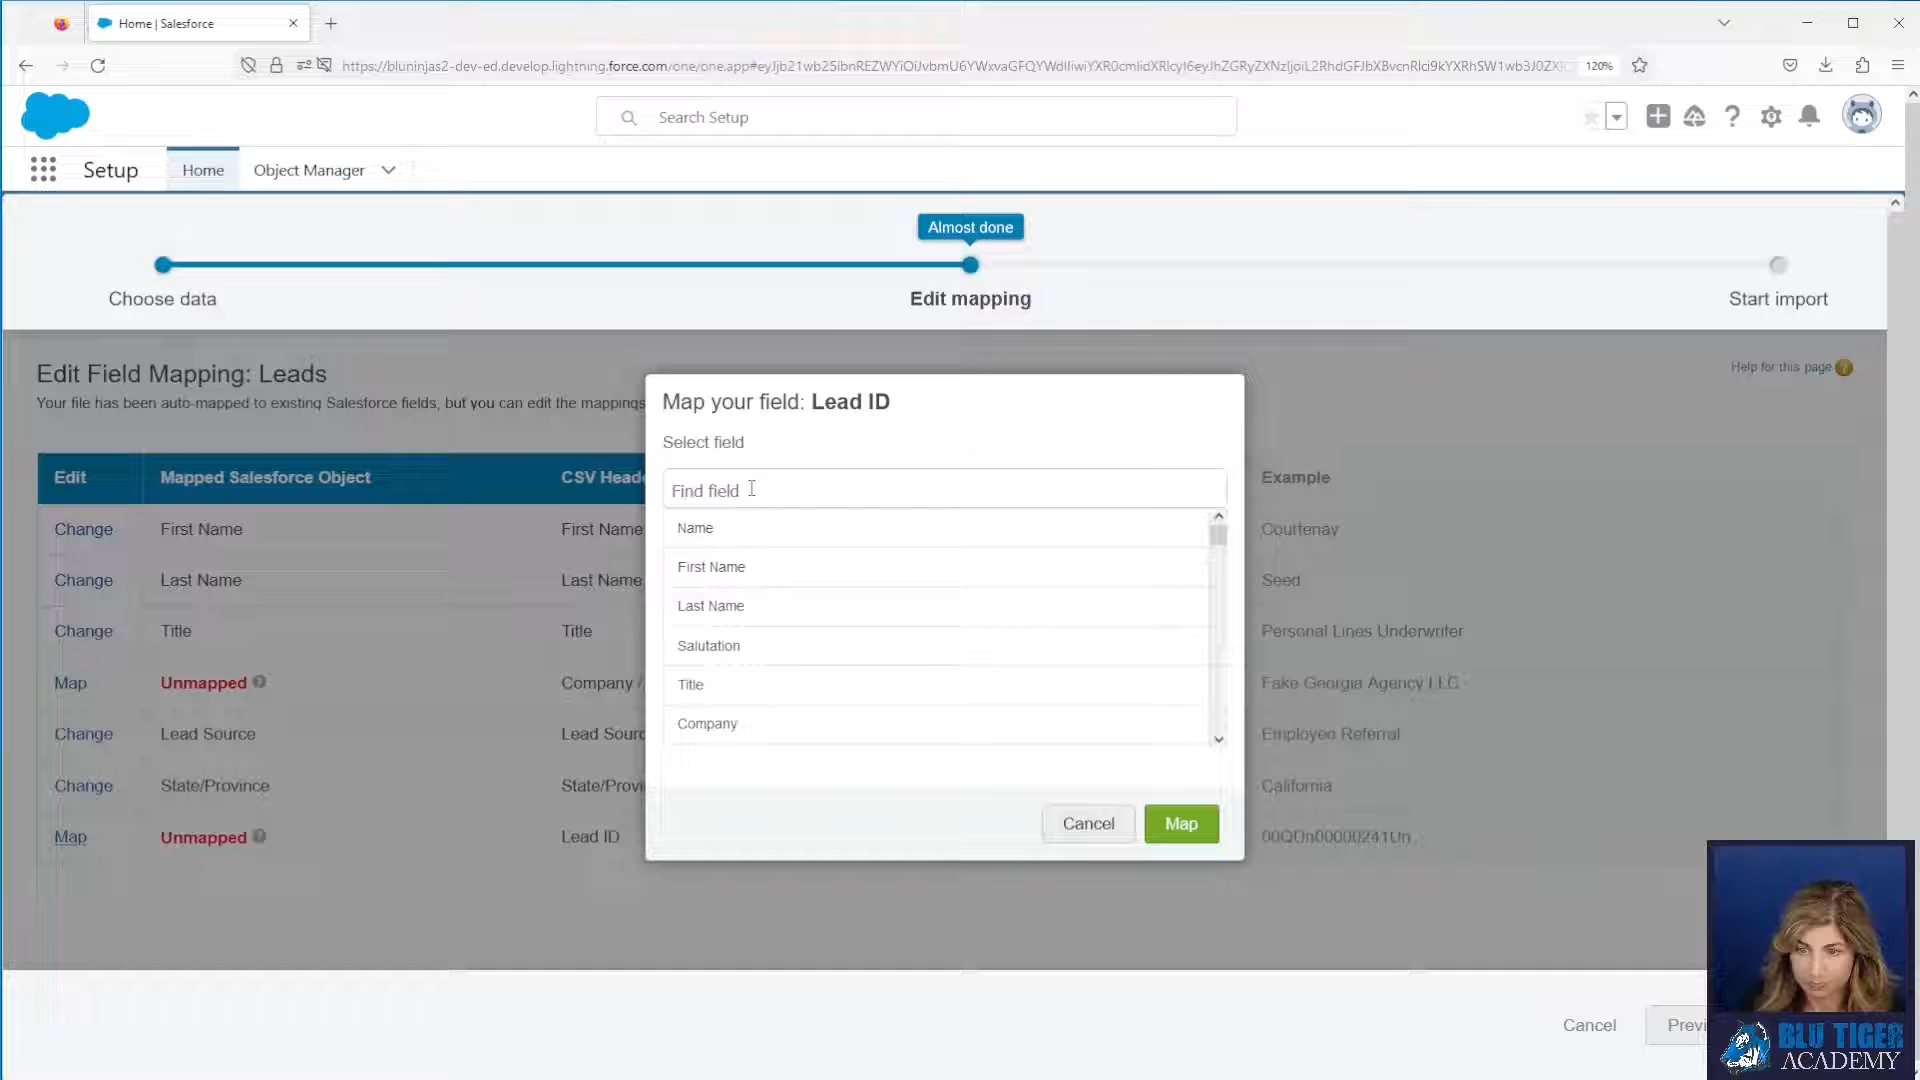 Home | Salesforce
https://bluninjas2-dev-ed.develop.lightning.force.com/one/one.app#
120%
Search Setup
Setup
Home
Object Manager
Almost done
Choose data
Edit mapping
Start import
Edit Field Mapping: Leads
Help for this page
Your file has been auto-mapped to existing Salesforce fields, but you can edit the mappings
Edit Mapped Salesforce Object CSV Heade Example
Change First Name First Name Courtenay
Change Last Name Last Name Seed
Change Title Title Personal Lines Underwriter
Map Unmapped Company / Fake Georgia Agency LLC
Change Lead Source Lead Sourc Employee Referral
Change State/Province State/Provi California
Map Unmapped Lead ID 00QDn00000241Un
Map your field: Lead ID
Select field
Find field
Name
First Name
Last Name
Salutation
Title
Company
Cancel
Map
Cancel
Previ
BLU TIGER
ACADEMY